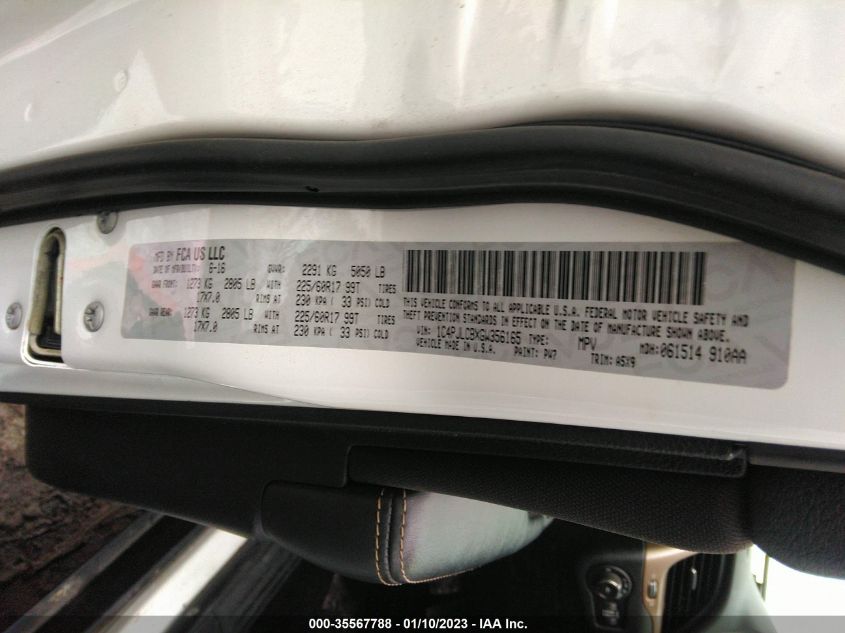 MFD BY FCA US LLC
DATE OF MFR/BUILT: 6-16 GVWR: 2291 KG 5050 LB
GAWR FRONT: 1273 KG 2805 LB WITH 225/60R17 99T TIRES
17X7.0 RIMS AT 230 KPA ( 33 PSI) COLD
GAWR REAR: 1273 KG 2805 LB WITH 225/60R17 99T TIRES
17X7.0 RIMS AT 230 KPA ( 33 PSI) COLD
THIS VEHICLE CONFORMS TO ALL APPLICABLE U.S.A. FEDERAL MOTOR VEHICLE SAFETY AND
THEFT PREVENTION STANDARDS IN EFFECT ON THE DATE OF MANUFACTURE SHOWN ABOVE.
VIN: 1C4PJLCBXGW356165 TYPE: MPV MDH: 061514 910AA
VEHICLE MADE IN U.S.A. PAINT: PW7 TRIM: A5X9
000-35567788 - 01/10/2023 - IAA Inc.